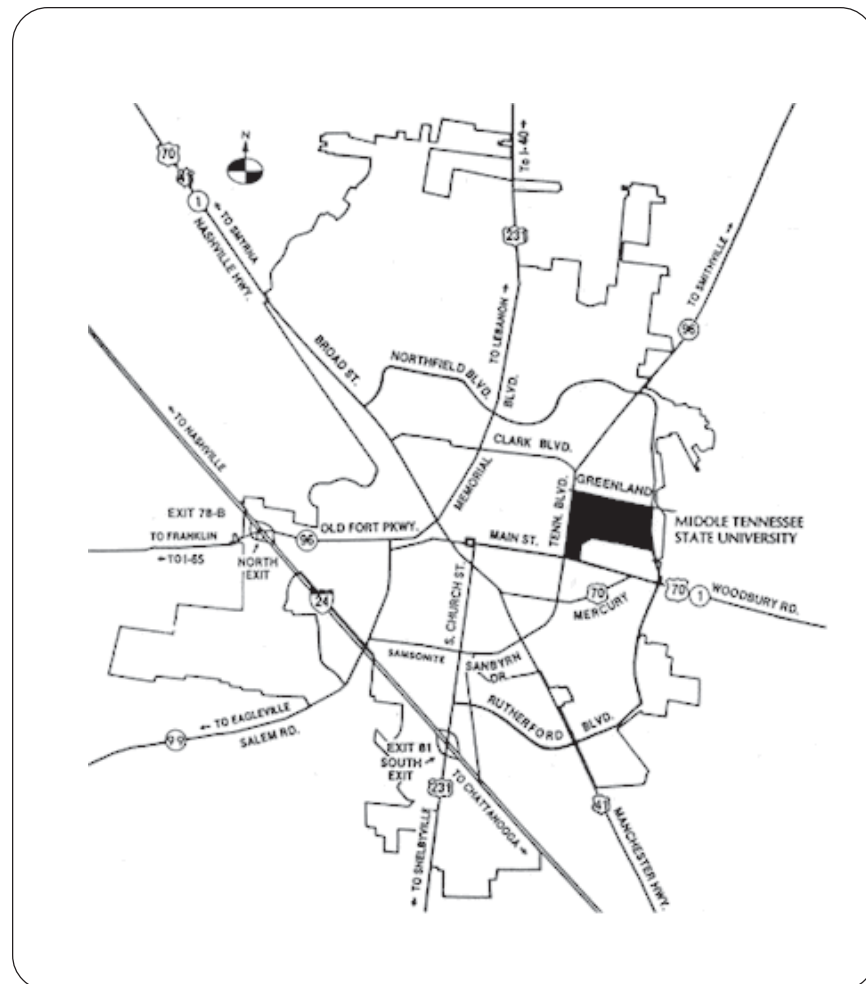 N
70
41
1
TO SMYRNA
NASHVILLE HWY.
To I-40
231
TO LEBANON
TO SMITHVILLE
96
BROAD ST.
NORTHFIELD BLVD.
BLVD.
MEMORIAL
CLARK BLVD.
TO NASHVILLE
GREENLAND
EXIT 78-B
TO FRANKLIN
TO I-65
NORTH
EXIT
96
OLD FORT PKWY.
MAIN ST.
TENN. BLVD.
MIDDLE TENNESSEE
STATE UNIVERSITY
24
S. CHURCH ST.
70
MERCURY
70
1
WOODBURY RD.
SAMSONITE
SANBYRN
DR.
RUTHERFORD BLVD.
TO EAGLEVILLE
99
SALEM RD.
EXIT 81
SOUTH
EXIT
231
TO CHATTANOOGA
TO SHELBYVILLE
41
MANCHESTER HWY.